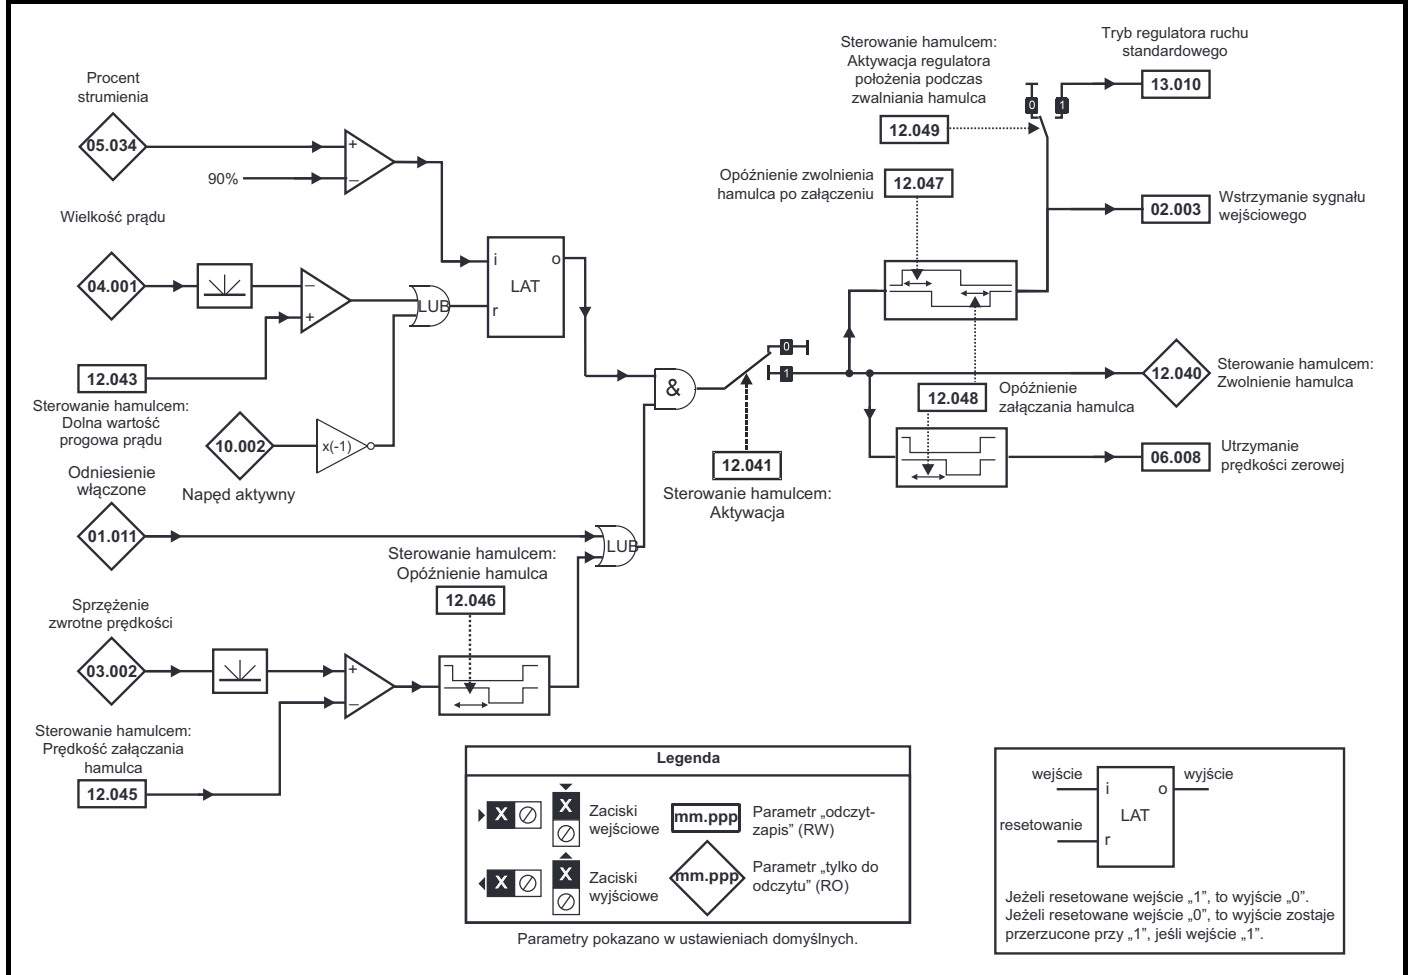 Procent
strumienia
05.034
90%
+
–
Wielkość prądu
04.001
–
+
12.043
Sterowanie hamulcem:
Dolna wartość
progowa prądu
LUB
i
o
LAT
r
10.002
x(-1)
Napęd aktywny
Odniesienie
włączone
01.011
LUB
&
Sterowanie hamulcem:
Opóźnienie hamulca
12.046
Sprzężenie
zwrotne prędkości
03.002
+
–
Sterowanie hamulcem:
Prędkość załączania
hamulca
12.045
0
1
12.041
Sterowanie hamulcem:
Aktywacja
Sterowanie hamulcem:
Aktywacja regulatora
położenia podczas
zwalniania hamulca
12.049
0
1
Tryb regulatora ruchu
standardowego
13.010
Opóźnienie zwolnienia
hamulca po załączeniu
12.047
02.003
Wstrzymanie sygnału
wejściowego
12.040
Sterowanie hamulcem:
Zwolnienie hamulca
12.048
Opóźnienie
załączania hamulca
06.008
Utrzymanie
prędkości zerowej
Legenda
X
X
Zaciski
wejściowe
mm.ppp
Parametr „odczyt-
zapis” (RW)
X
X
Zaciski
wyjściowe
mm.ppp
Parametr „tylko do
odczytu” (RO)
Parametry pokazano w ustawieniach domyślnych.
wejście
i
o
wyjście
LAT
resetowanie
r
Jeżeli resetowane wejście „1”, to wyjście „0”.
Jeżeli resetowane wejście „0”, to wyjście zostaje
przerzucone przy „1”, jeśli wejście „1”.